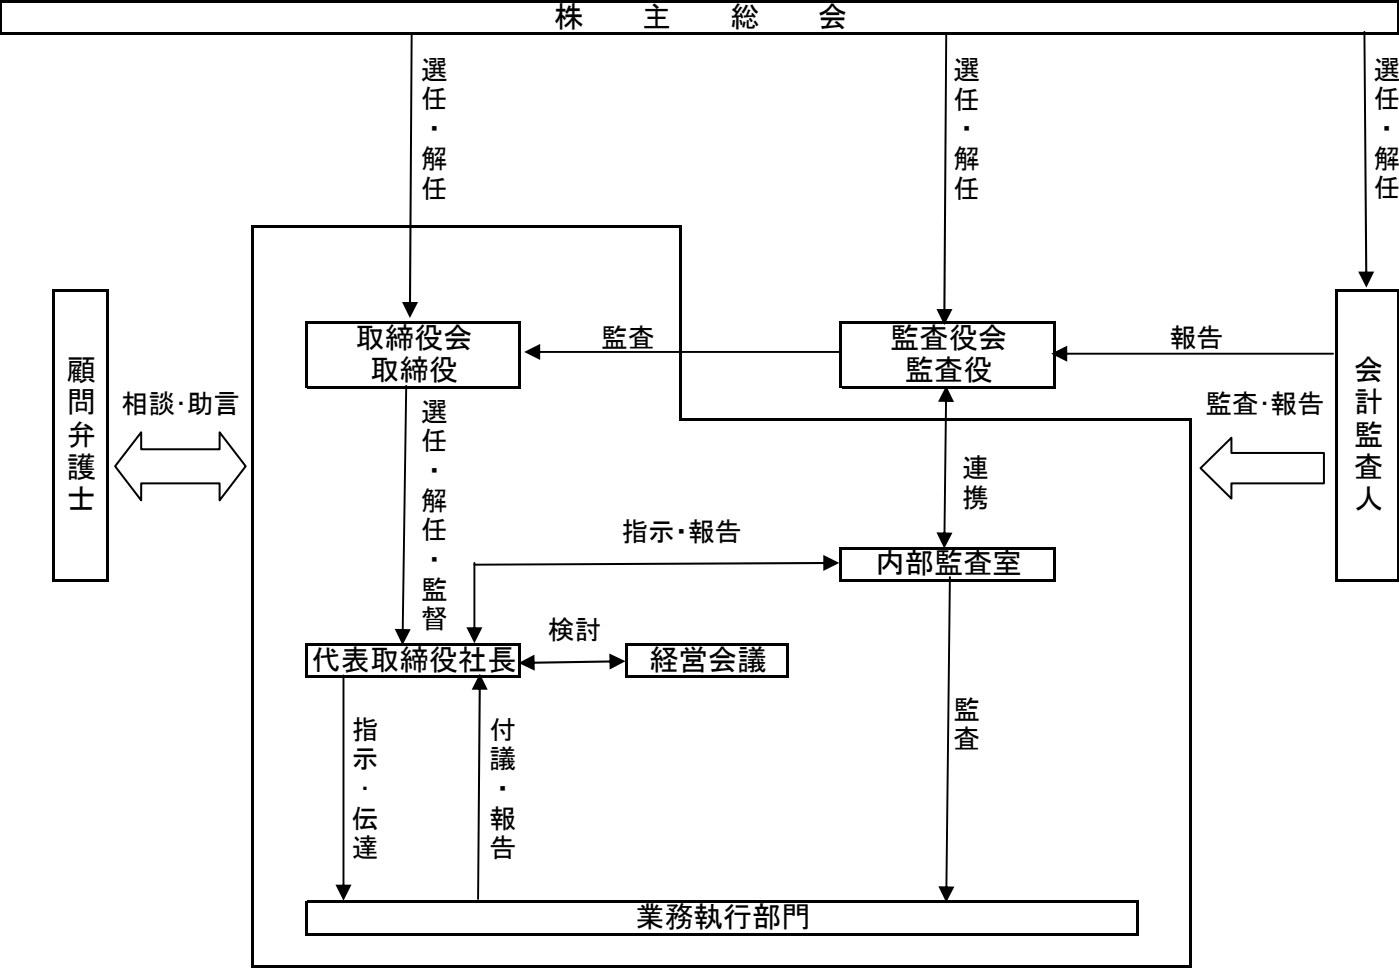 株主総会
選任・解任
選任・解任
選任・解任
取締役会
取締役
監査
監査役会
監査役
報告
会計監査人
監査・報告
顧問弁護士
相談・助言
選任・解任・監督
連携
指示・報告
内部監査室
検討
代表取締役社長
経営会議
指示・伝達
付議・報告
監査
業務執行部門